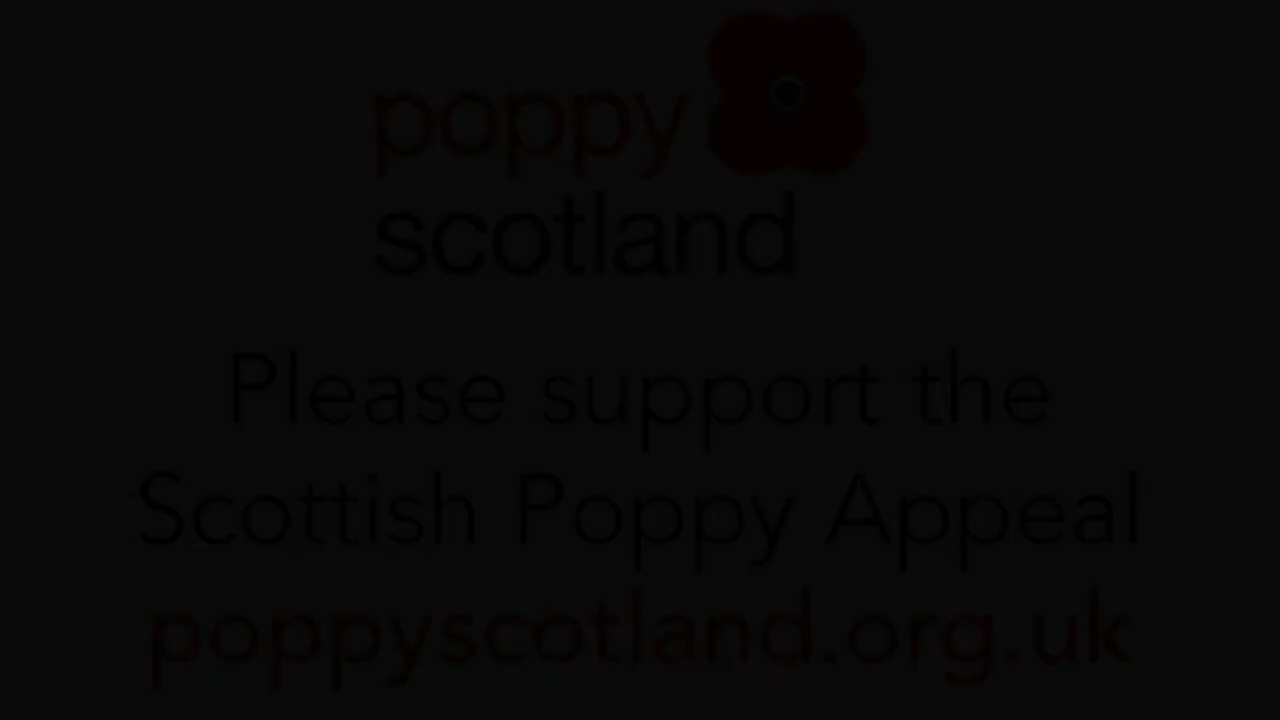 poppy
scotland
Please support the
Scottish Poppy Appeal
poppyscotland.org.uk